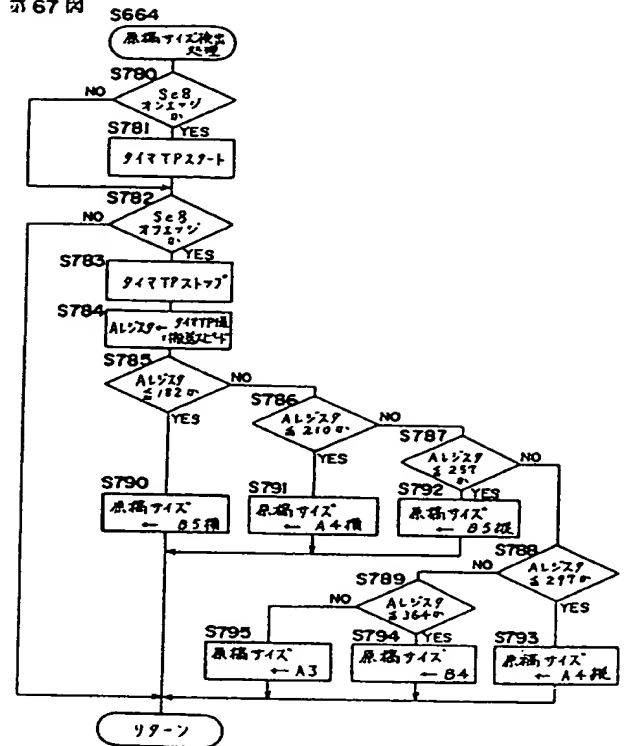 第67図
S664
原稿サイズ検出
処理
S780
Se8
オンエッジ
か
NO
YES
S781
タイマTPスタート
S782
Se8
オフエッジ
か
NO
YES
S783
タイマTPストップ
S784
Aレジスタ← タイマTP値
搬送スピード
S785
Aレジスタ
≦182か
NO
YES
S786
Aレジスタ
≦210か
NO
YES
S787
Aレジスタ
≦257
か
NO
YES
S790
原稿サイズ
← B5横
S791
原稿サイズ
← A4横
S792
原稿サイズ
← B5縦
S788
Aレジスタ
≦297か
NO
YES
S789
Aレジスタ
≦364か
NO
YES
S795
原稿サイズ
← A3
S794
原稿サイズ
← B4
S793
原稿サイズ
← A4縦
リターン